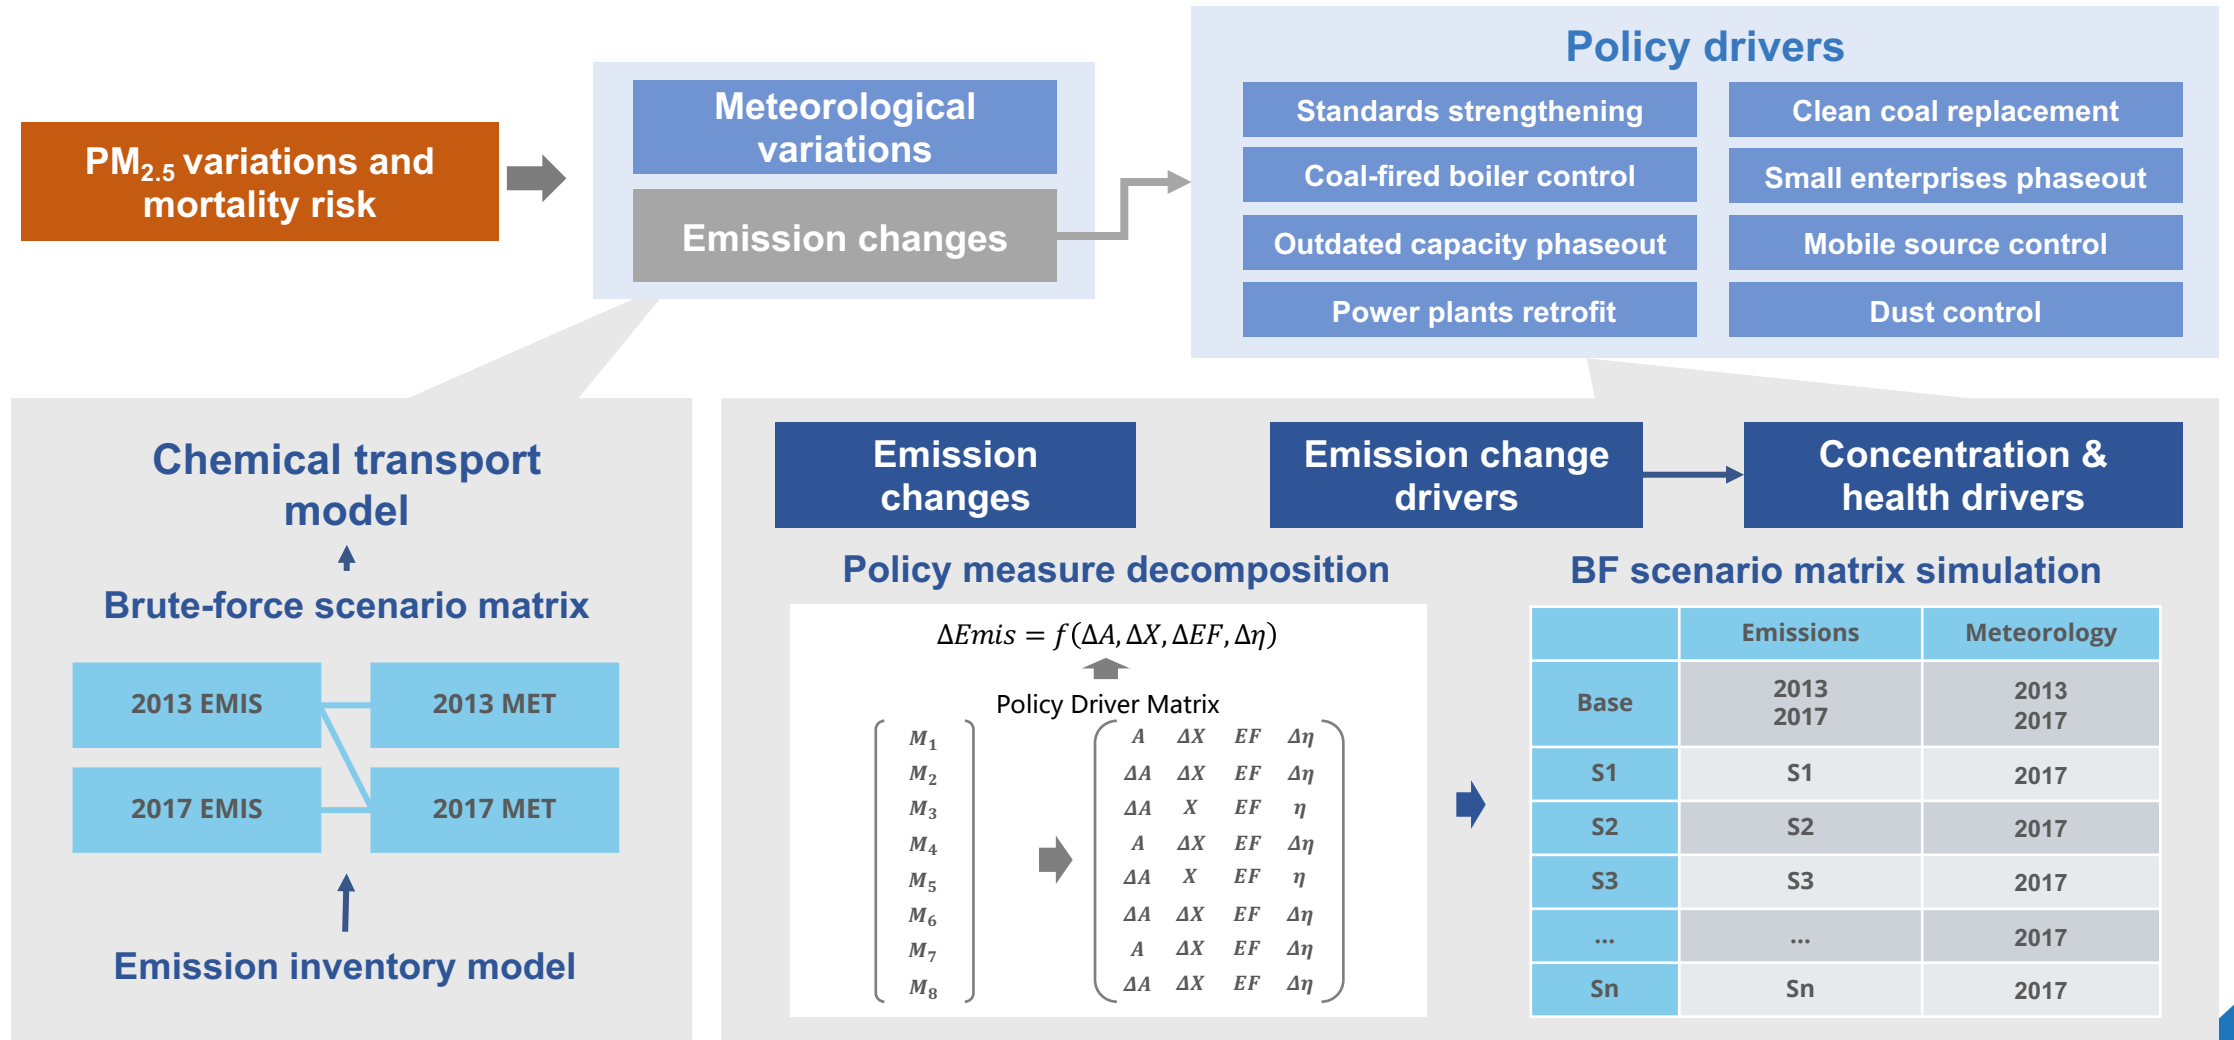 PM2.5 variations and
mortality risk
Meteorological
variations
Emission changes
Policy drivers
Standards strengthening
Clean coal replacement
Coal-fired boiler control
Small enterprises phaseout
Outdated capacity phaseout
Mobile source control
Power plants retrofit
Dust control
Chemical transport
model
Brute-force scenario matrix
2013 EMIS
2013 MET
2017 EMIS
2017 MET
Emission inventory model
Emission
changes
Emission change
drivers
Concentration &
health drivers
Policy measure decomposition
ΔEmis = f(ΔA, ΔX, ΔEF, Δη)
Policy Driver Matrix
M1
M2
M3
M4
M5
M6
M7
M8
A ΔX EF Δη
ΔA ΔX EF Δη
ΔA X EF η
A ΔX EF Δη
ΔA X EF η
ΔA ΔX EF Δη
A ΔX EF Δη
ΔA ΔX EF Δη
BF scenario matrix simulation
Emissions Meteorology
Base 2013 2013
2017 2017
S1 S1 2017
S2 S2 2017
S3 S3 2017
... ... 2017
Sn Sn 2017